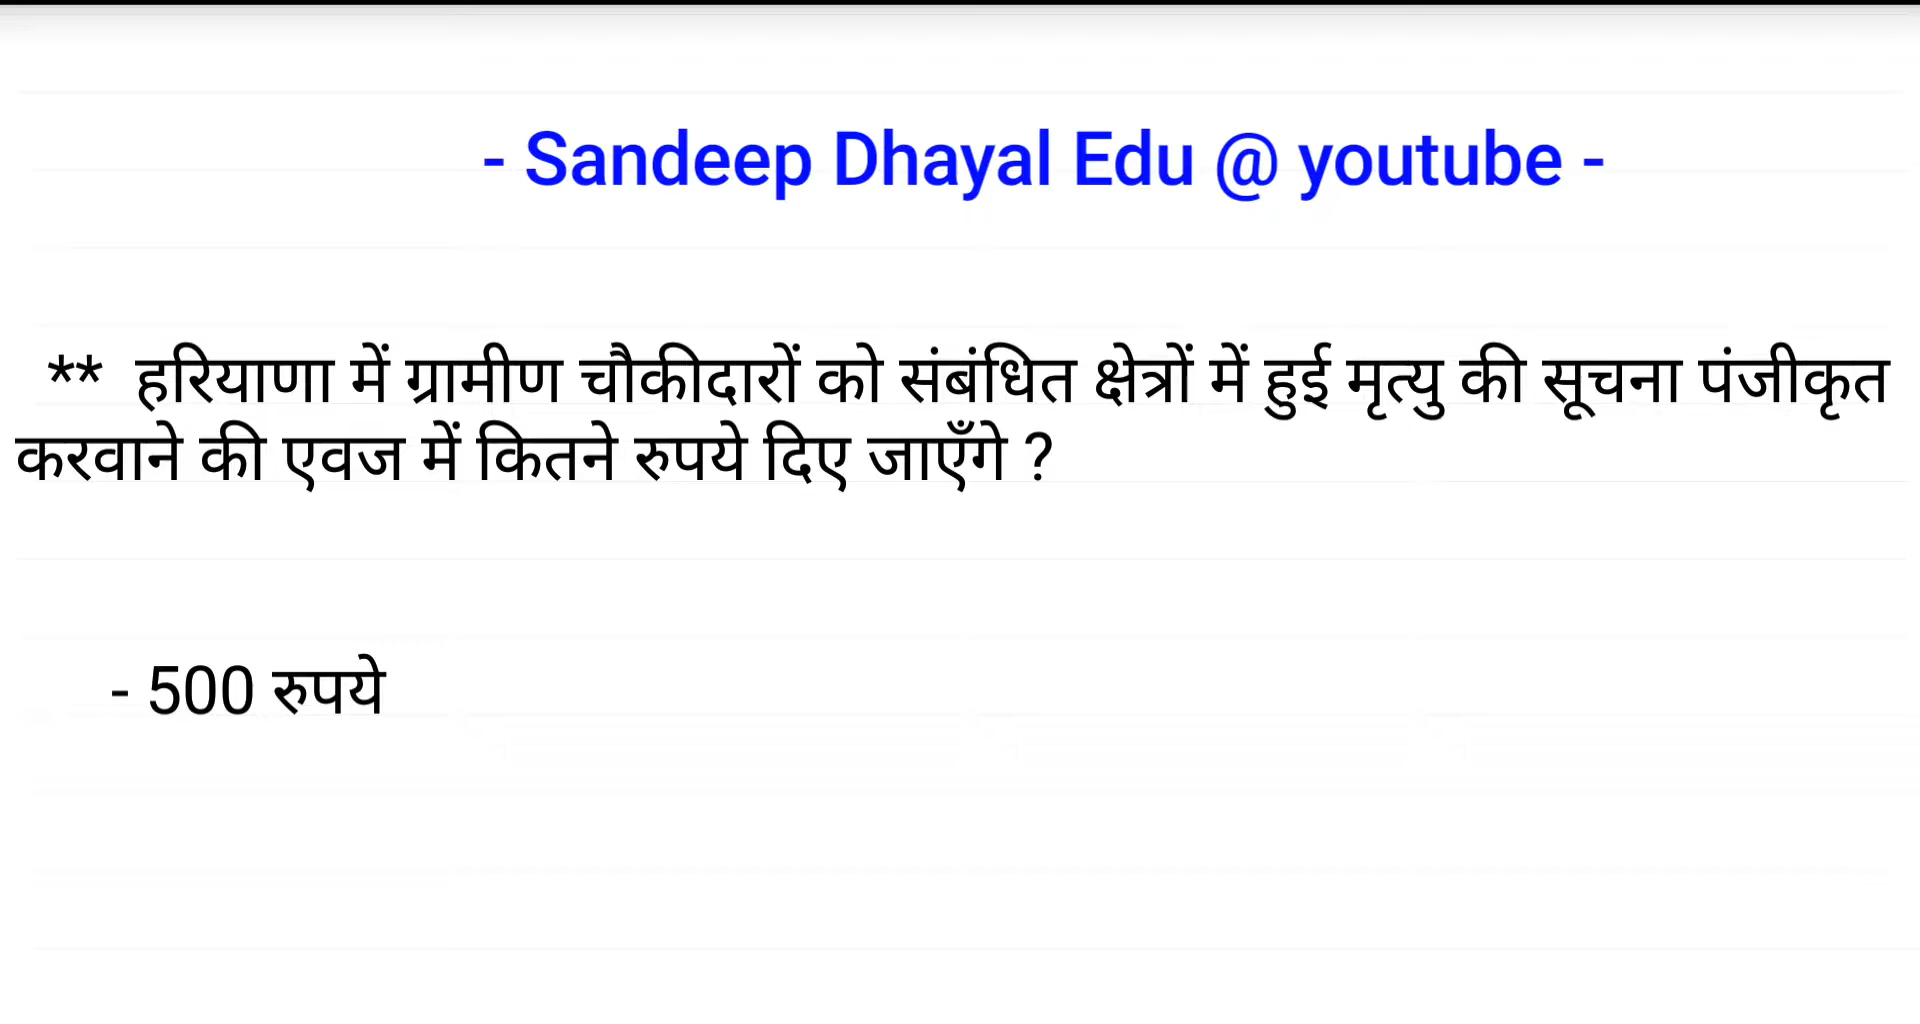 - Sandeep Dhayal Edu @ youtube -
** हरियाणा में ग्रामीण चौकीदारों को संबंधित क्षेत्रों में हुई मृत्यु की सूचना पंजीकृत
करवाने की एवज में कितने रुपये दिए जाएँगे ?
- 500 रुपये